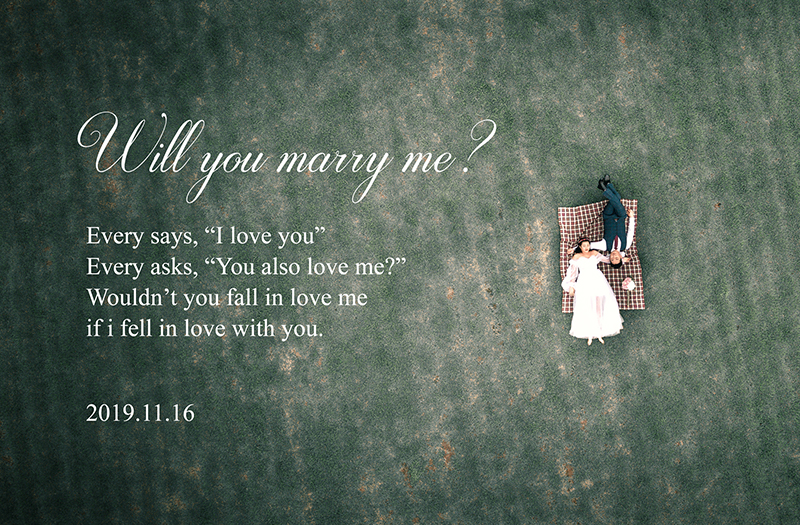 Will you marry me?
Every says, “I love you”
Every asks, “You also love me?”
Wouldn’t you fall in love me
if i fell in love with you.
2019.11.16